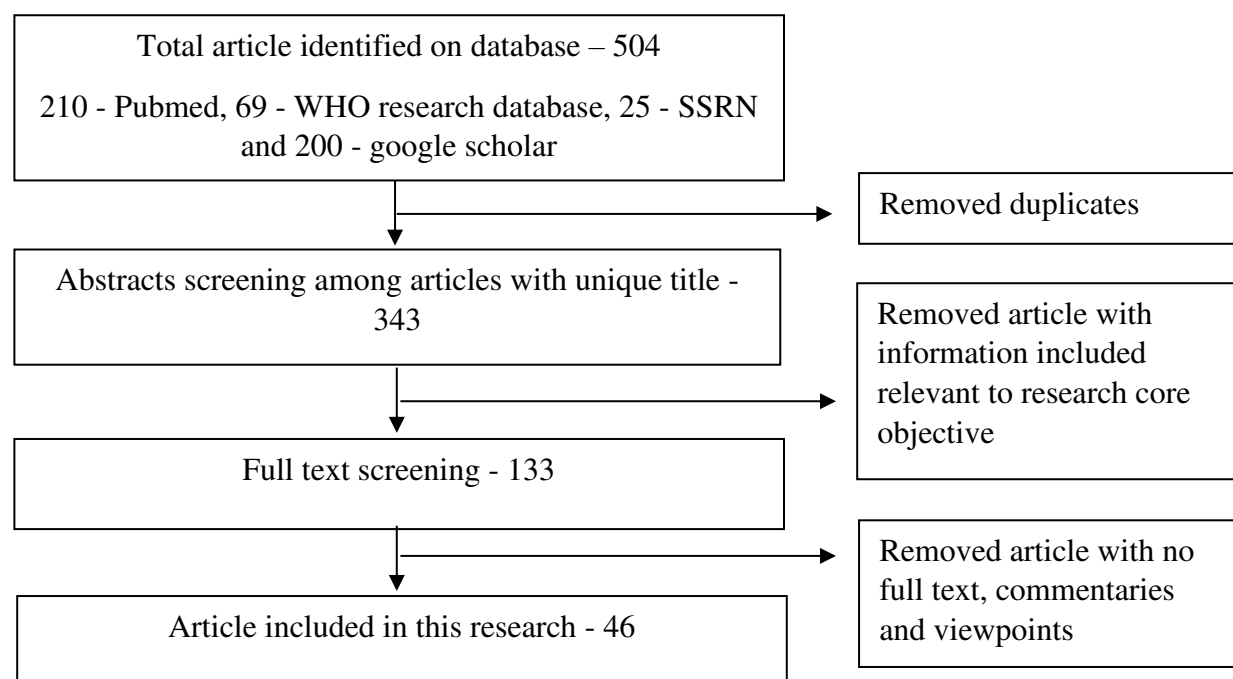 Total article identified on database – 504
210 - Pubmed, 69 - WHO research database, 25 - SSRN
and 200 - google scholar
Removed duplicates
Abstracts screening among articles with unique title -
343
Removed article with
information included
relevant to research core
objective
Full text screening - 133
Removed article with no
full text, commentaries
and viewpoints
Article included in this research - 46